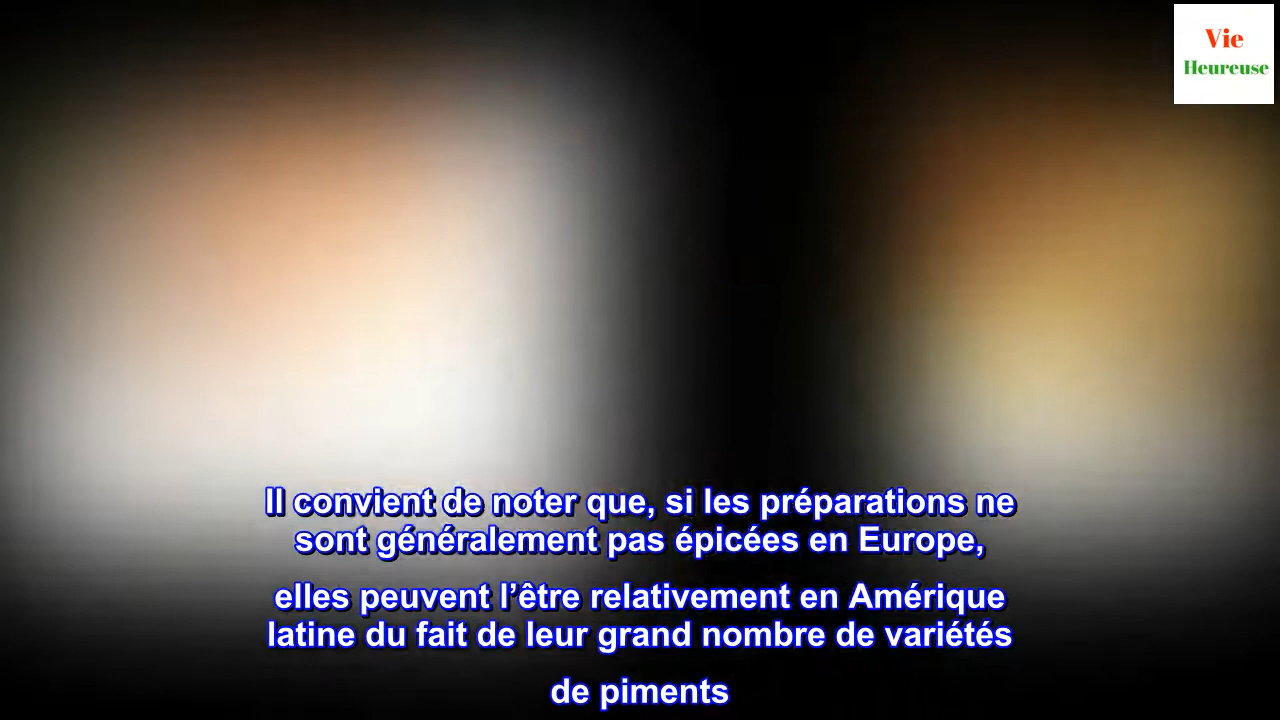 Vie
Heureuse
Il convient de noter que, si les préparations ne
sont généralement pas épicées en Europe,
elles peuvent l’être relativement en Amérique
latine du fait de leur grand nombre de variétés
de piments